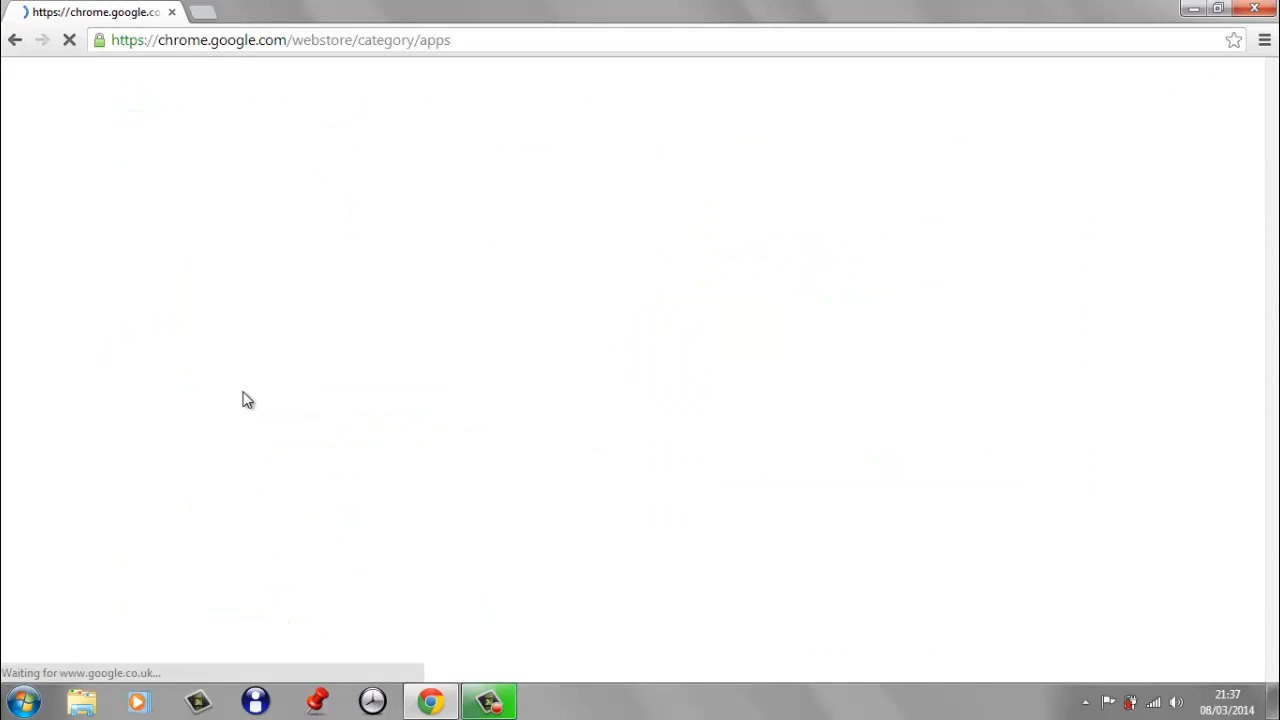 https://chrome.google.co
https://chrome.google.com/webstore/category/apps
Waiting for www.google.co.uk...
21:37
08/03/2014